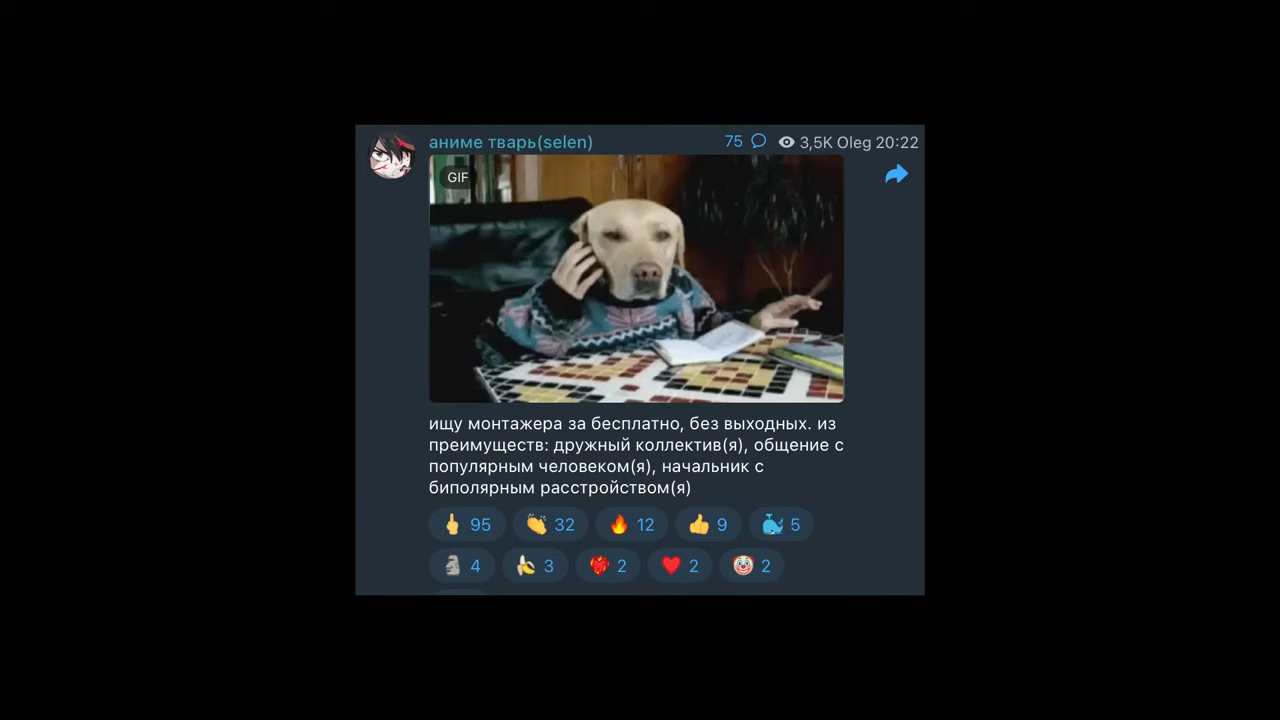 аниме тварь(selen) 75 3,5K Oleg 20:22
GIF
ищу монтажера за бесплатно, без выходных. из
преимуществ: дружный коллектив(я), общение с
популярным человеком(я), начальник с
биполярным расстройством(я)
95 32 12 9 5
4 3 2 2 2